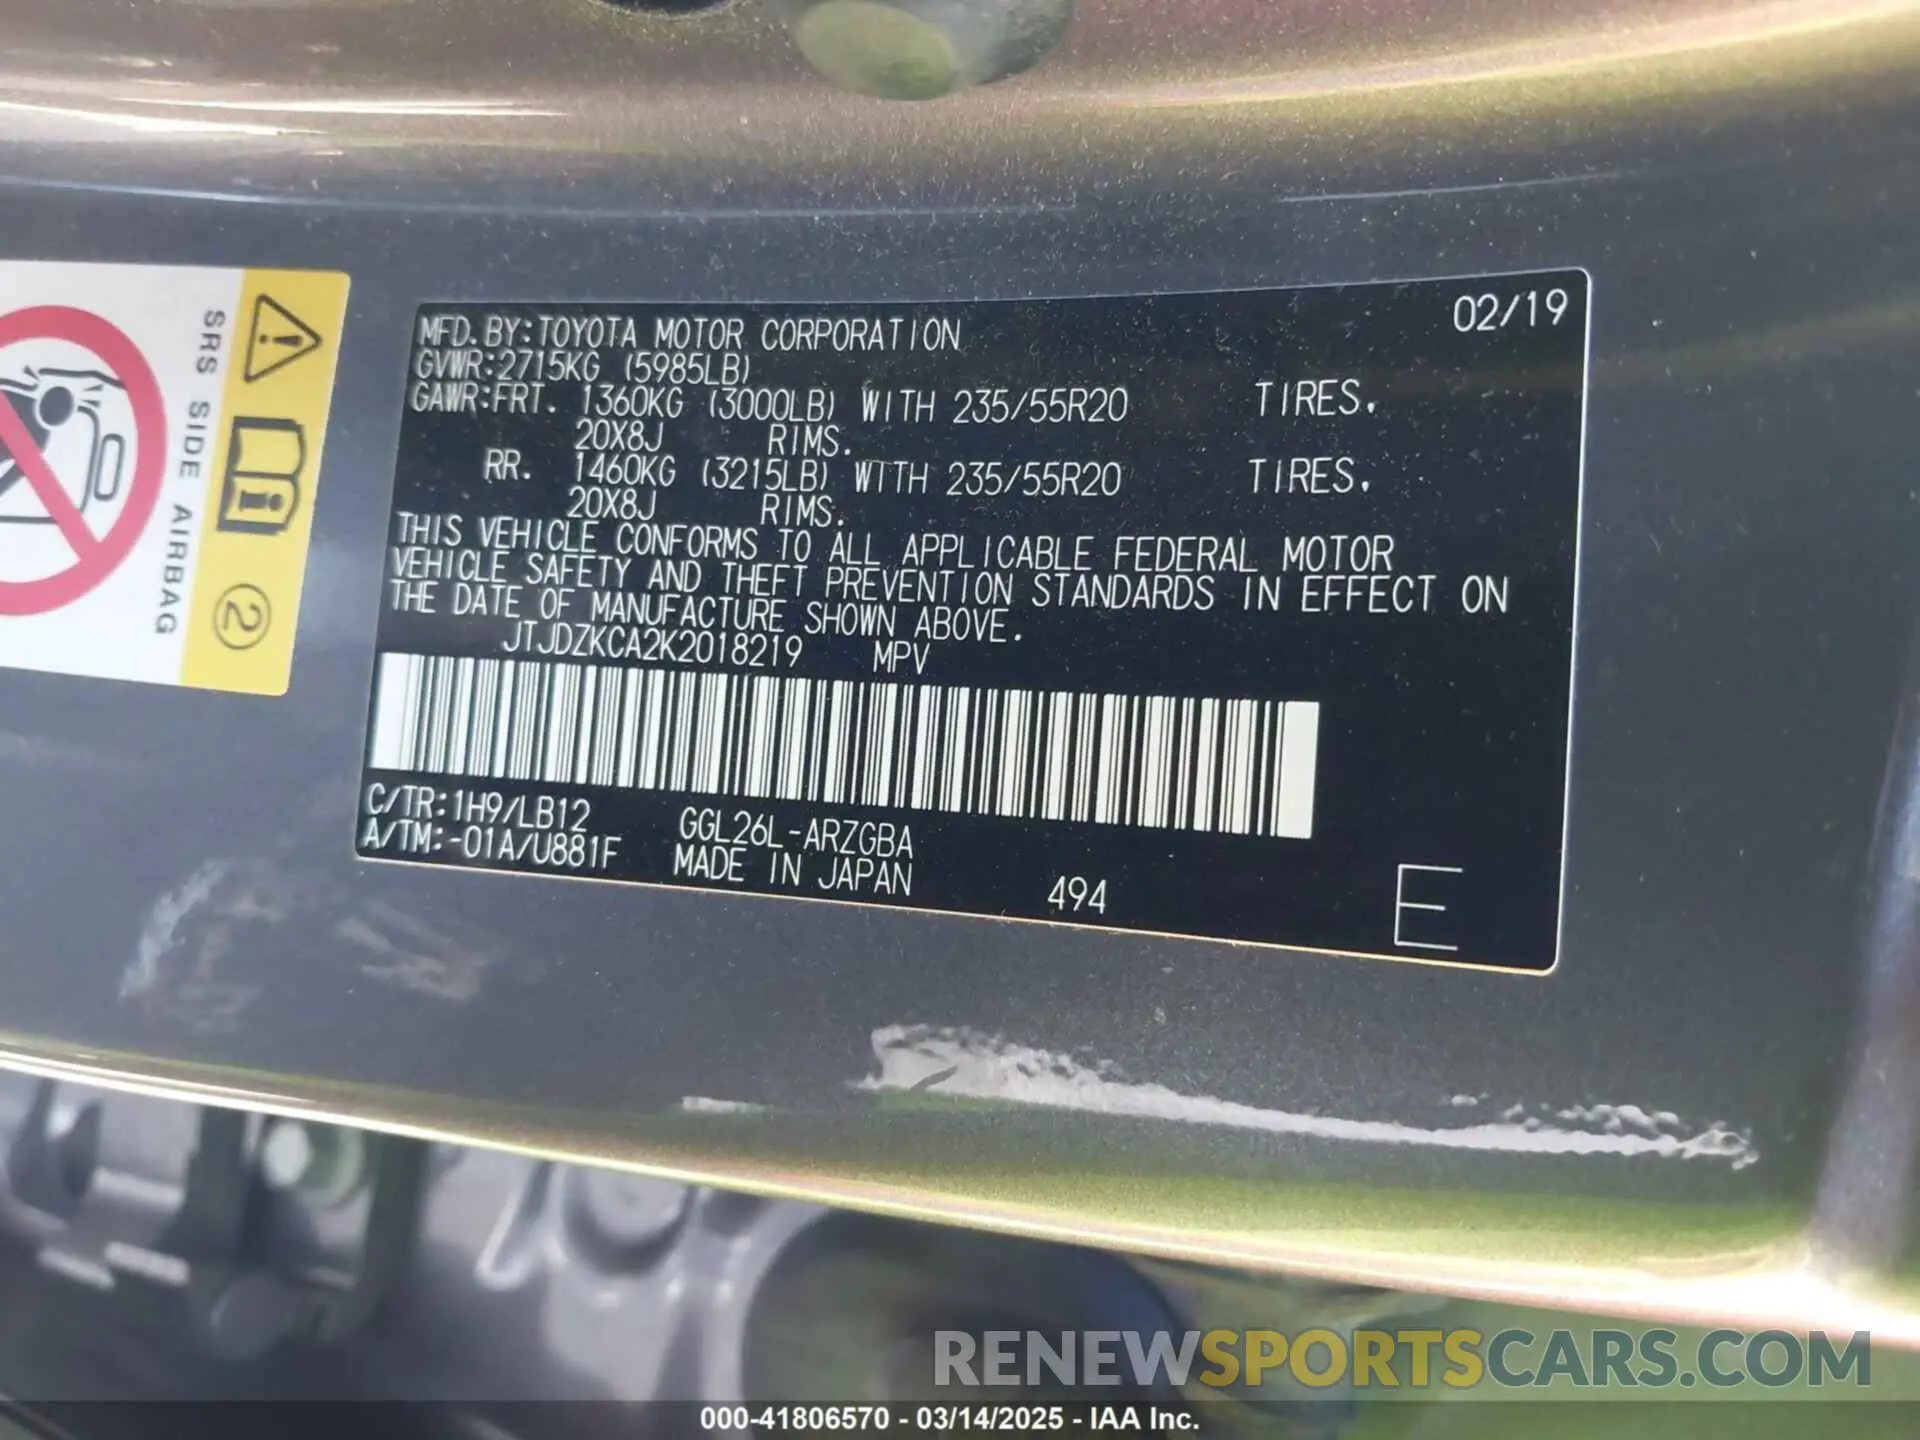 SRS SIDE AIRBAG
2
02/19
MFD.BY:TOYOTA MOTOR CORPORATION
GVWR:2715KG (5985LB)
GAWR:FRT. 1360KG (3000LB) WITH 235/55R20 TIRES.
20X8J RIMS.
RR. 1460KG (3215LB) WITH 235/55R20 TIRES.
20X8J RIMS.
THIS VEHICLE CONFORMS TO ALL APPLICABLE FEDERAL MOTOR
VEHICLE SAFETY AND THEFT PREVENTION STANDARDS IN EFFECT ON
THE DATE OF MANUFACTURE SHOWN ABOVE.
JTJDZKCA2K2018219 MPV
C/TR:1H9/LB12 GGL26L-ARZGBA
A/TM:-01A/U881F MADE IN JAPAN 494 E
RENEWSPORTSCARS.COM
000-41806570 - 03/14/2025 - IAA Inc.